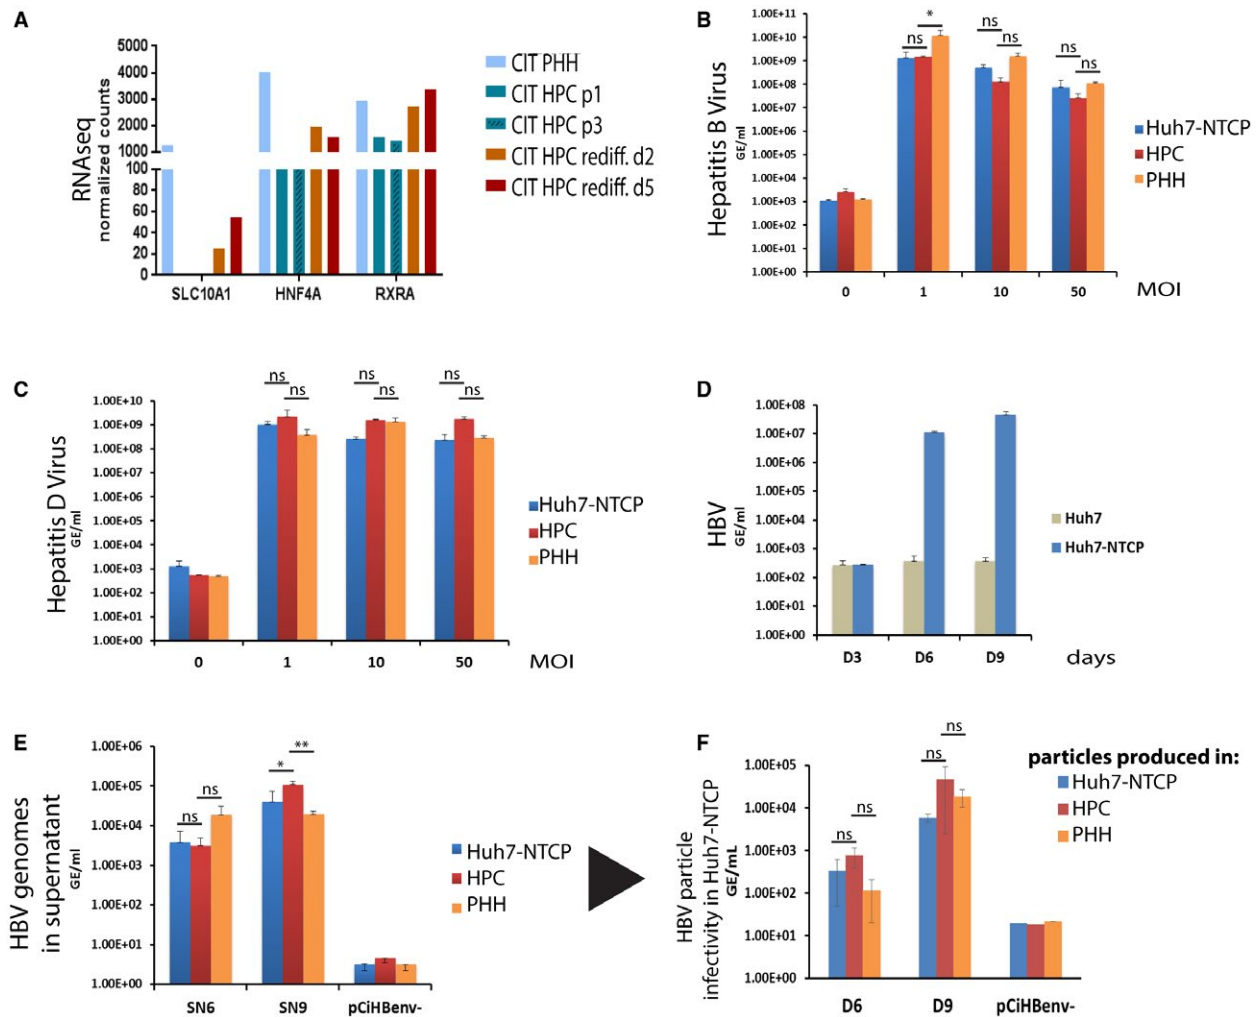 A
RNAseq
normalized counts
5000
4000
3000
2000
1000
100
80
60
40
20
0
SLC10A1 HNF4A RXRA
CIT PHH
CIT HPC p1
CIT HPC p3
CIT HPC rediff. d2
CIT HPC rediff. d5
B
Hepatitis B Virus
GE/ml
1.00E+11
1.00E+10
1.00E+09
1.00E+08
1.00E+07
1.00E+06
1.00E+05
1.00E+04
1.00E+03
1.00E+02
1.00E+01
1.00E+00
ns * ns ns ns ns
0 1 10 50 MOI
Huh7-NTCP
HPC
PHH
C
Hepatitis D Virus
GE/ml
1.00E+10
1.00E+09
1.00E+08
1.00E+07
1.00E+06
1.00E+05
1.00E+04
1.00E+03
1.00E+02
1.00E+01
1.00E+00
ns ns ns ns ns ns
0 1 10 50 MOI
Huh7-NTCP
HPC
PHH
D
HBV
GE/ml
1.00E+08
1.00E+07
1.00E+06
1.00E+05
1.00E+04
1.00E+03
1.00E+02
1.00E+01
1.00E+00
D3 D6 D9 days
Huh7
Huh7-NTCP
E
HBV genomes
in supernatant
GE/ml
1.00E+06
1.00E+05
1.00E+04
1.00E+03
1.00E+02
1.00E+01
1.00E+00
ns ns * **
SN6 SN9 pCiHBenv-
Huh7-NTCP
HPC
PHH
F
HBV particle
infectivity in Huh7-NTCP
GE/mL
1.00E+05
1.00E+04
1.00E+03
1.00E+02
1.00E+01
1.00E+00
ns ns ns ns
D6 D9 pCiHBenv-
particles produced in:
Huh7-NTCP
HPC
PHH